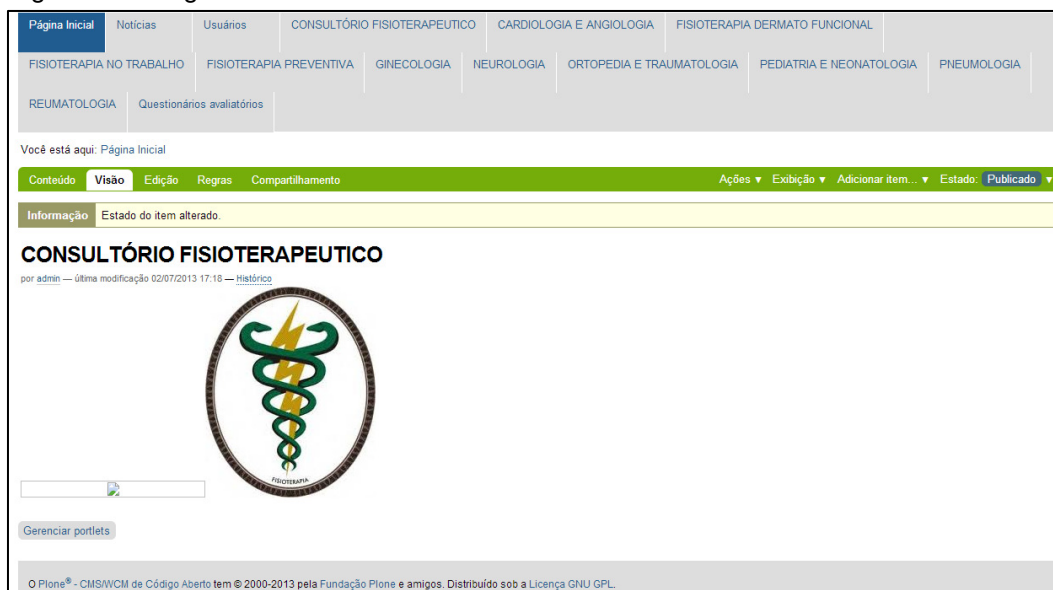 Página Inicial Notícias Usuários CONSULTÓRIO FISIOTERAPEUTICO CARDIOLOGIA E ANGIOLOGIA FISIOTERAPIA DERMATO FUNCIONAL
FISIOTERAPIA NO TRABALHO FISIOTERAPIA PREVENTIVA GINECOLOGIA NEUROLOGIA ORTOPEDIA E TRAUMATOLOGIA PEDIATRIA E NEONATOLOGIA PNEUMOLOGIA
REUMATOLOGIA Questionários avaliatórios
Você está aqui: Página Inicial
Conteúdo Visão Edição Regras Compartilhamento Ações ▾ Exibição ▾ Adicionar item... ▾ Estado: Publicado ▾
Informação Estado do item alterado.
CONSULTÓRIO FISIOTERAPEUTICO
por admin — última modificação 02/07/2013 17:18 — Histórico
FISIOTERAPIA
Gerenciar portlets
O Plone® - CMS/WCM de Código Aberto tem © 2000-2013 pela Fundação Plone e amigos. Distribuído sob a Licença GNU GPL.